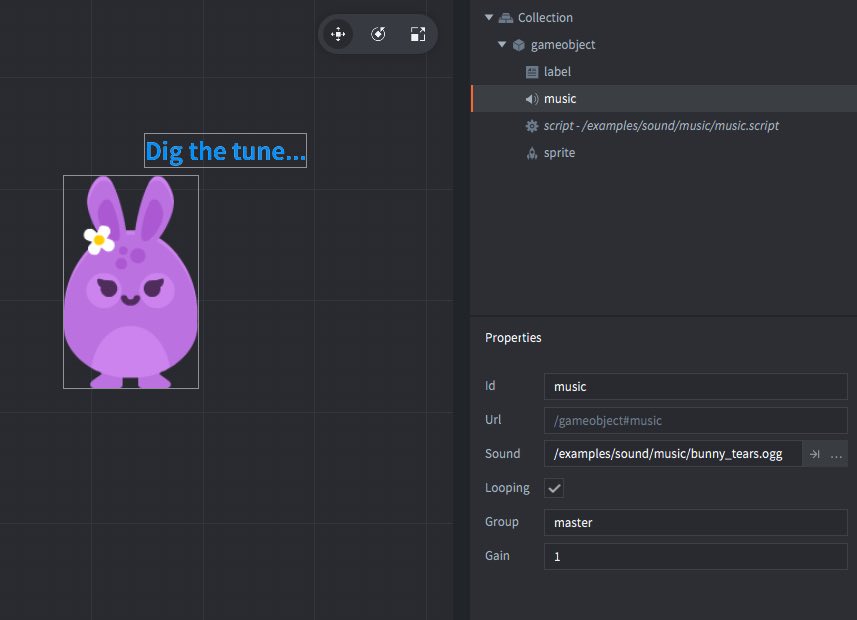 Dig the tune...
Collection
gameobject
label
music
script - /examples/sound/music/music.script
sprite
Properties
Id music
Url /gameobject#music
Sound /examples/sound/music/bunny_tears.ogg ...
Looping
Group master
Gain 1